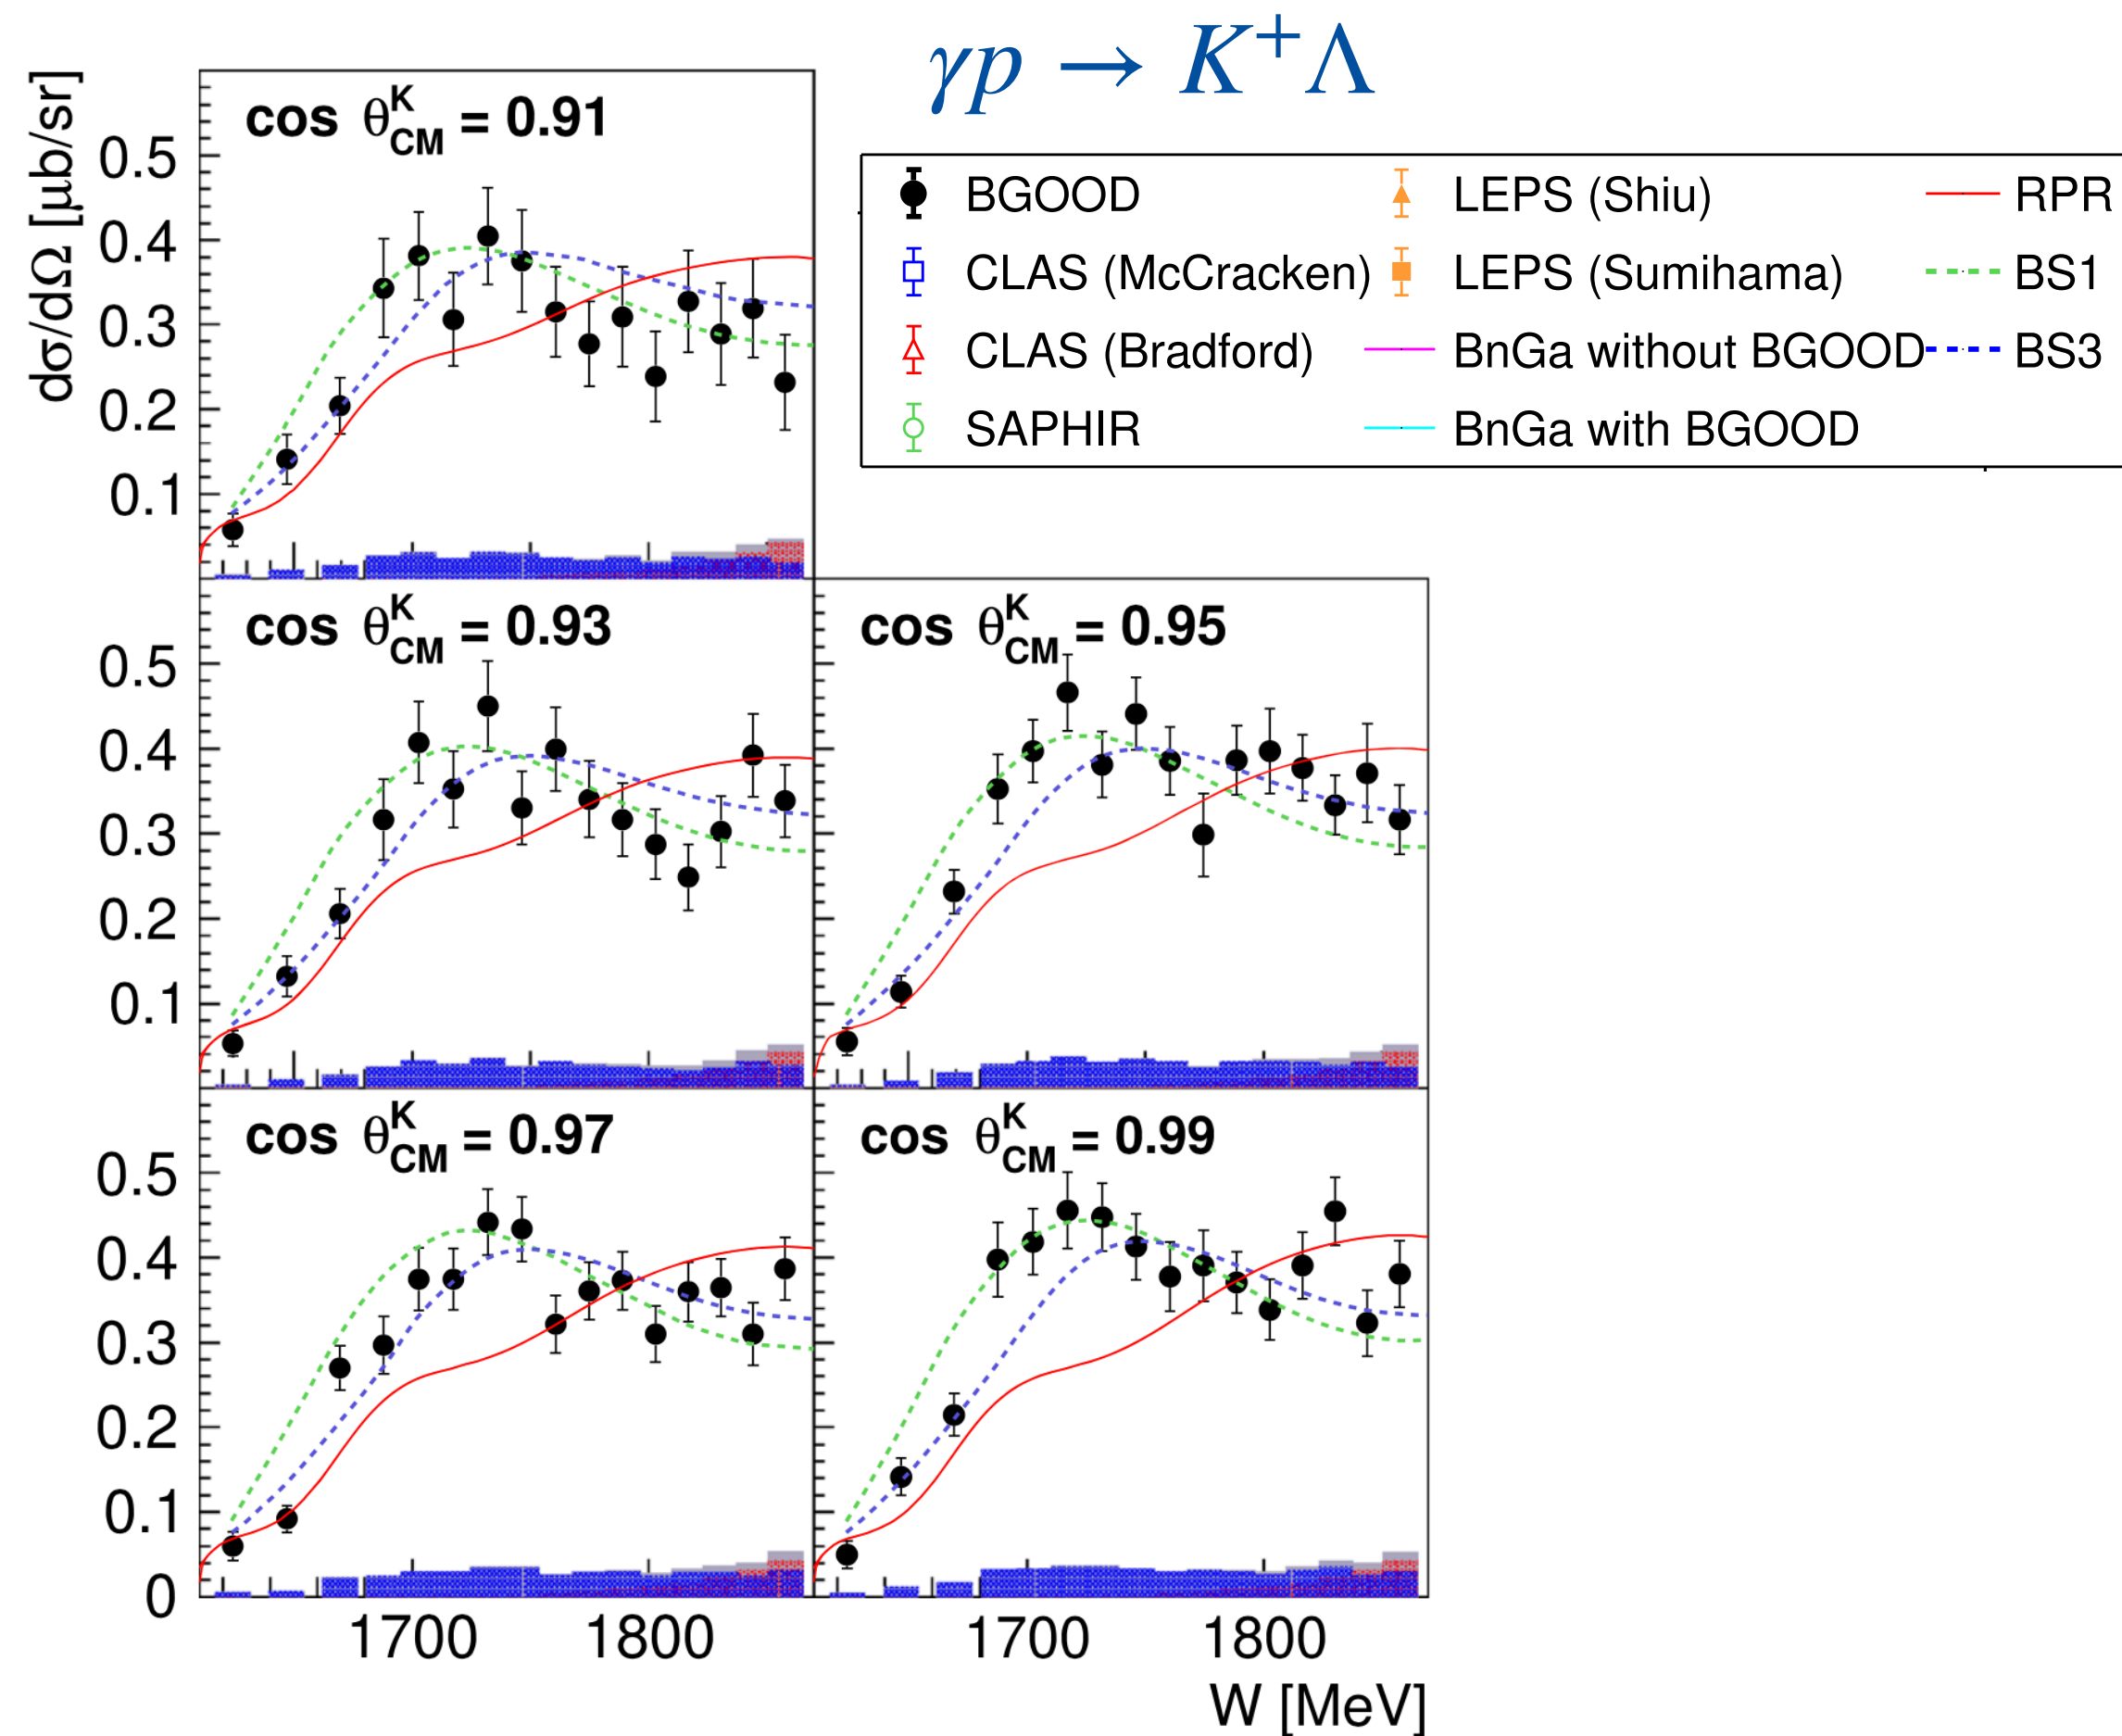 γp → K⁺Λ
dσ/dΩ [μb/sr]
cos θ^K_CM = 0.91
0.5
0.4
0.3
0.2
0.1
BGOOD
CLAS (McCracken)
CLAS (Bradford)
SAPHIR
LEPS (Shiu)
LEPS (Sumihama)
BnGa without BGOOD
BnGa with BGOOD
RPR
BS1
BS3
cos θ^K_CM = 0.93
0.5
0.4
0.3
0.2
0.1
cos θ^K_CM = 0.95
cos θ^K_CM = 0.97
0.5
0.4
0.3
0.2
0.1
0
cos θ^K_CM = 0.99
1700 1800
1700 1800
W [MeV]